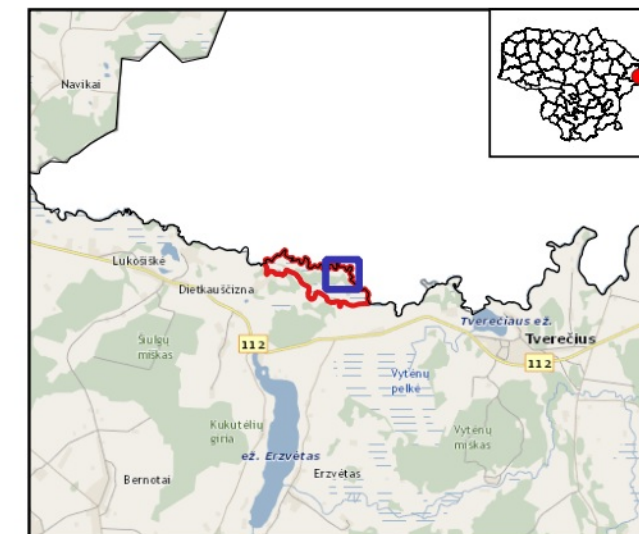 Navikai
Lukošiškė
Dietkauščizna
Šiulgų
miškas
112
Tverečiaus ež.
Tverečius
112
Vytėnų
pelkė
Kukutėlių
giria
Vytėnų
miškas
ež. Erzvėtas
Erzvėtas
Bernotai